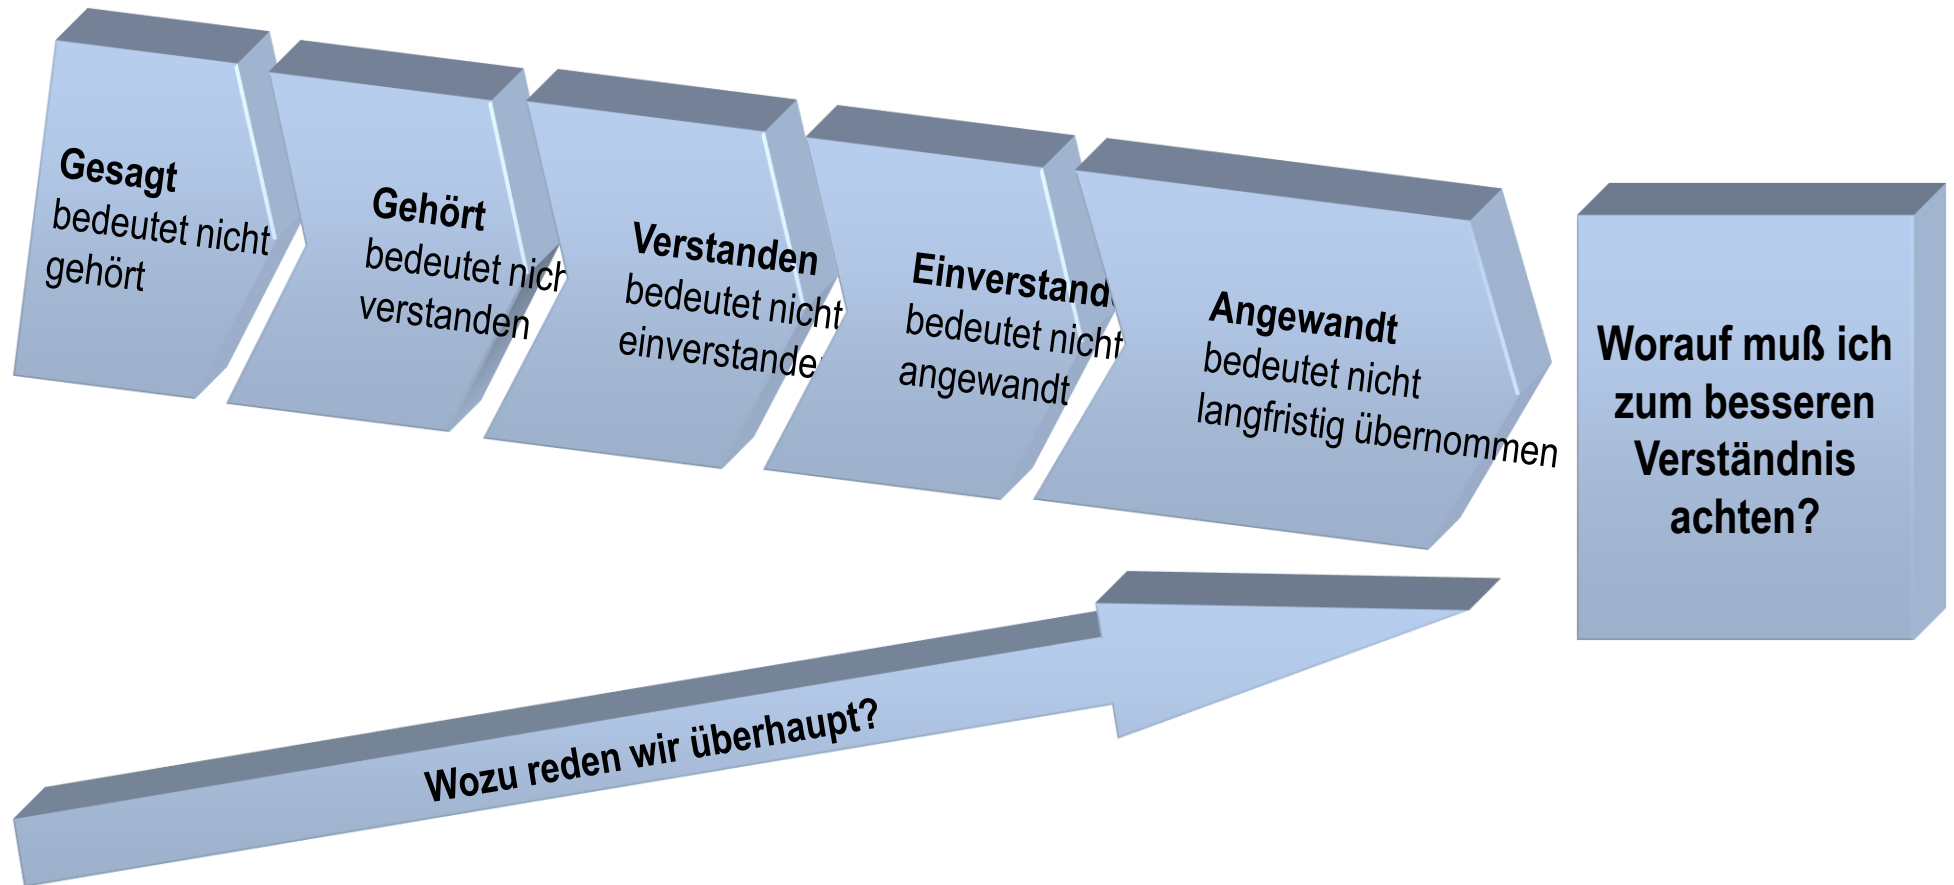 Gesagt
bedeutet nicht
gehört
Gehört
bedeutet nich
verstanden
Verstanden
bedeutet nicht
einverstande
Einverstand
bedeutet nicht
angewandt
Angewandt
bedeutet nicht
langfristig übernommen
Worauf muß ich
zum besseren
Verständnis
achten?
Wozu reden wir überhaupt?